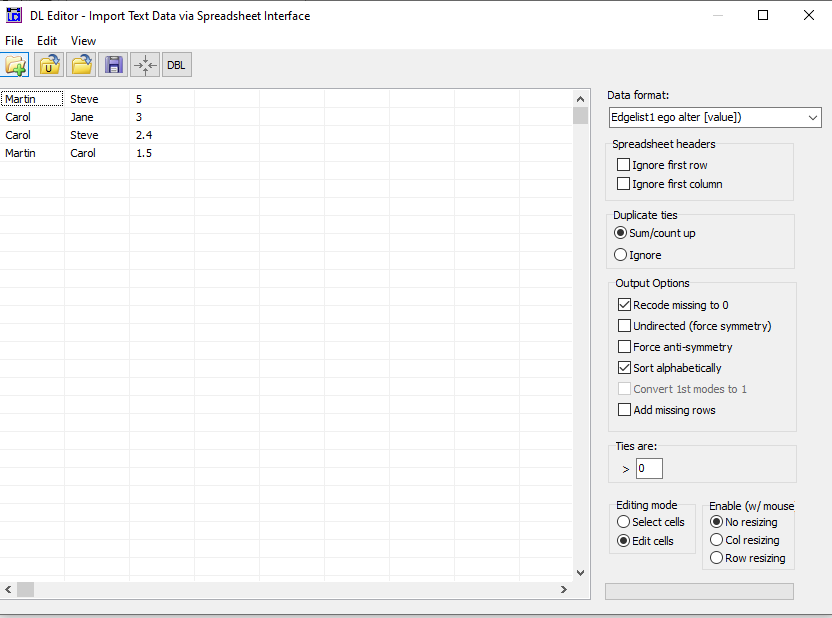 DL Editor - Import Text Data via Spreadsheet Interface
File Edit View
U DBL
Martin Steve 5
Carol Jane 3
Carol Steve 2.4
Martin Carol 1.5
Data format:
Edgelist1 ego alter [value])
Spreadsheet headers
Ignore first row
Ignore first column
Duplicate ties
Sum/count up
Ignore
Output Options
Recode missing to 0
Undirected (force symmetry)
Force anti-symmetry
Sort alphabetically
Convert 1st modes to 1
Add missing rows
Ties are:
> 0
Editing mode
Select cells
Edit cells
Enable (w/ mouse
No resizing
Col resizing
Row resizing